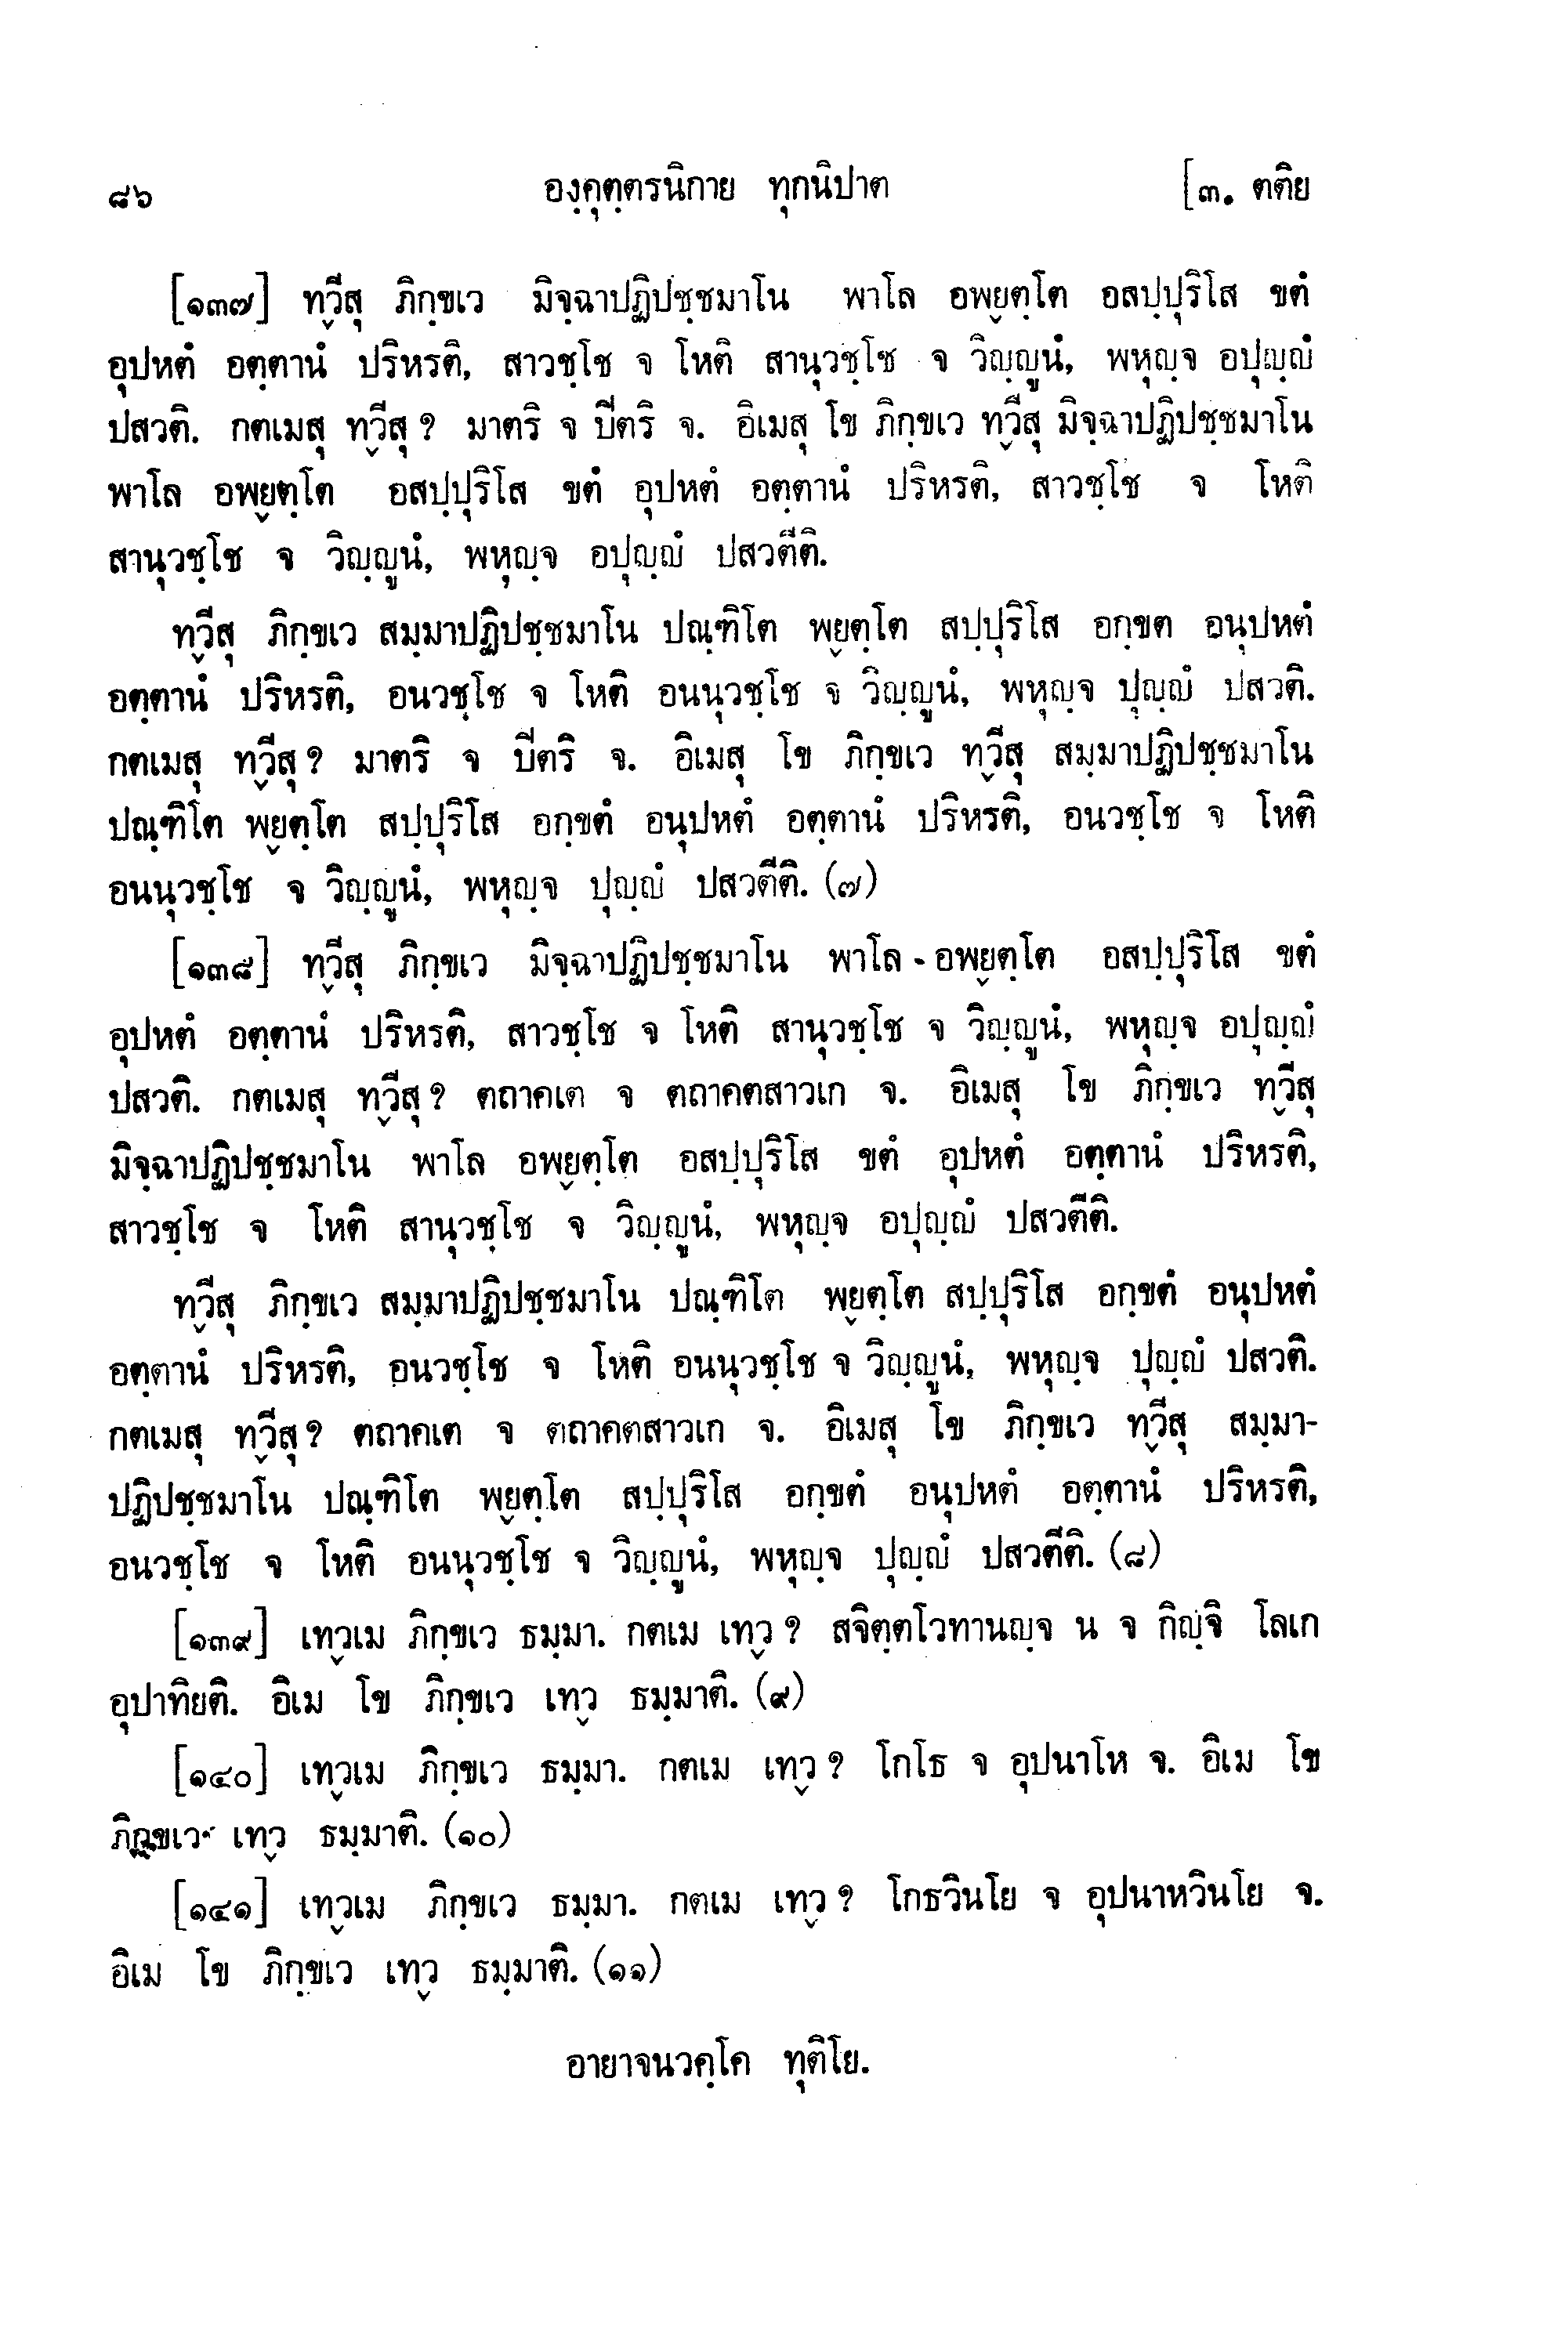 ๘๖ องฺคุตฺตรนิกาย ทุกนิปาต [๓. ตติย
[๑๓๗] ทฺวีสุ ภิกฺขเว มิจฺฉาปฏิปชฺชมาโน พาโล อพฺยตฺโต อสปฺปุริโส ขตํ
อุปหตํ อตฺตานํ ปริหรติ, สาวชฺโช จ โหติ สานุวชฺโช จ วิญฺญูนํ, พหุญฺจ อปุญฺญํ
ปสวติ. กตเมสุ ทฺวีสุ ? มาตริ จ ปีตริ จ. อิเมสุ โข ภิกฺขเว ทฺวีสุ มิจฺฉาปฏิปชฺชมาโน
พาโล อพฺยตฺโต อสปฺปุริโส ขตํ อุปหตํ อตฺตานํ ปริหรติ, สาวชฺโช จ โหติ
สานุวชฺโช จ วิญฺญูนํ, พหุญฺจ อปุญฺญํ ปสวตีติ.
ทฺวีสุ ภิกฺขเว สมฺมาปฏิปชฺชมาโน ปณฺฑิโต พฺยตฺโต สปฺปุริโส อกฺขต อนุปหตํ
อตฺตานํ ปริหรติ, อนวชฺโช จ โหติ อนนุวชฺโช จ วิญฺญูนํ, พหุญฺจ ปุญฺญํ ปสวติ.
กตเมสุ ทฺวีสุ ? มาตริ จ ปีตริ จ. อิเมสุ โข ภิกฺขเว ทฺวีสุ สมฺมาปฏิปชฺชมาโน
ปณฺฑิโต พฺยตฺโต สปฺปุริโส อกฺขตํ อนุปหตํ อตฺตานํ ปริหรติ, อนวชฺโช จ โหติ
อนนุวชฺโช จ วิญฺญูนํ, พหุญฺจ ปุญฺญํ ปสวตีติ. (๗)
[๑๓๘] ทฺวีสุ ภิกฺขเว มิจฺฉาปฏิปชฺชมาโน พาโล อพฺยตฺโต อสปฺปุริโส ขตํ
อุปหตํ อตฺตานํ ปริหรติ, สาวชฺโช จ โหติ สานุวชฺโช จ วิญฺญูนํ, พหุญฺจ อปุญฺญํ
ปสวติ. กตเมสุ ทฺวีสุ ? ตถาคเต จ ตถาคตสาวเก จ. อิเมสุ โข ภิกฺขเว ทฺวีสุ
มิจฺฉาปฏิปชฺชมาโน พาโล อพฺยตฺโต อสปฺปุริโส ขตํ อุปหตํ อตฺตานํ ปริหรติ,
สาวชฺโช จ โหติ สานุวชฺโช จ วิญฺญูนํ, พหุญฺจ อปุญฺญํ ปสวตีติ.
ทฺวีสุ ภิกฺขเว สมฺมาปฏิปชฺชมาโน ปณฺฑิโต พฺยตฺโต สปฺปุริโส อกฺขตํ อนุปหตํ
อตฺตานํ ปริหรติ, อนวชฺโช จ โหติ อนนุวชฺโช จ วิญฺญูนํ, พหุญฺจ ปุญฺญํ ปสวติ.
กตเมสุ ทฺวีสุ ? ตถาคเต จ ตถาคตสาวเก จ. อิเมสุ โข ภิกฺขเว ทฺวีสุ สมฺมา-
ปฏิปชฺชมาโน ปณฺฑิโต พฺยตฺโต สปฺปุริโส อกฺขตํ อนุปหตํ อตฺตานํ ปริหรติ,
อนวชฺโช จ โหติ อนนุวชฺโช จ วิญฺญูนํ, พหุญฺจ ปุญฺญํ ปสวตีติ. (๘)
[๑๓๙] เทฺวเม ภิกฺขเว ธมฺมา. กตเม เทฺว ? สจิตฺตโวทานญฺจ น จ กิญฺจิ โลเก
อุปาทิยติ. อิเม โข ภิกฺขเว เทฺว ธมฺมาติ. (๙)
[๑๔๐] เทฺวเม ภิกฺขเว ธมฺมา. กตเม เทฺว ? โกโธ จ อุปนาโห จ. อิเม โข
ภิกฺขเว เทฺว ธมฺมาติ. (๑๐)
[๑๔๑] เทฺวเม ภิกฺขเว ธมฺมา. กตเม เทฺว ? โกธวินโย จ อุปนาหวินโย จ.
อิเม โข ภิกฺขเว เทฺว ธมฺมาติ. (๑๑)
อายาจนวคฺโค ทุติโย.